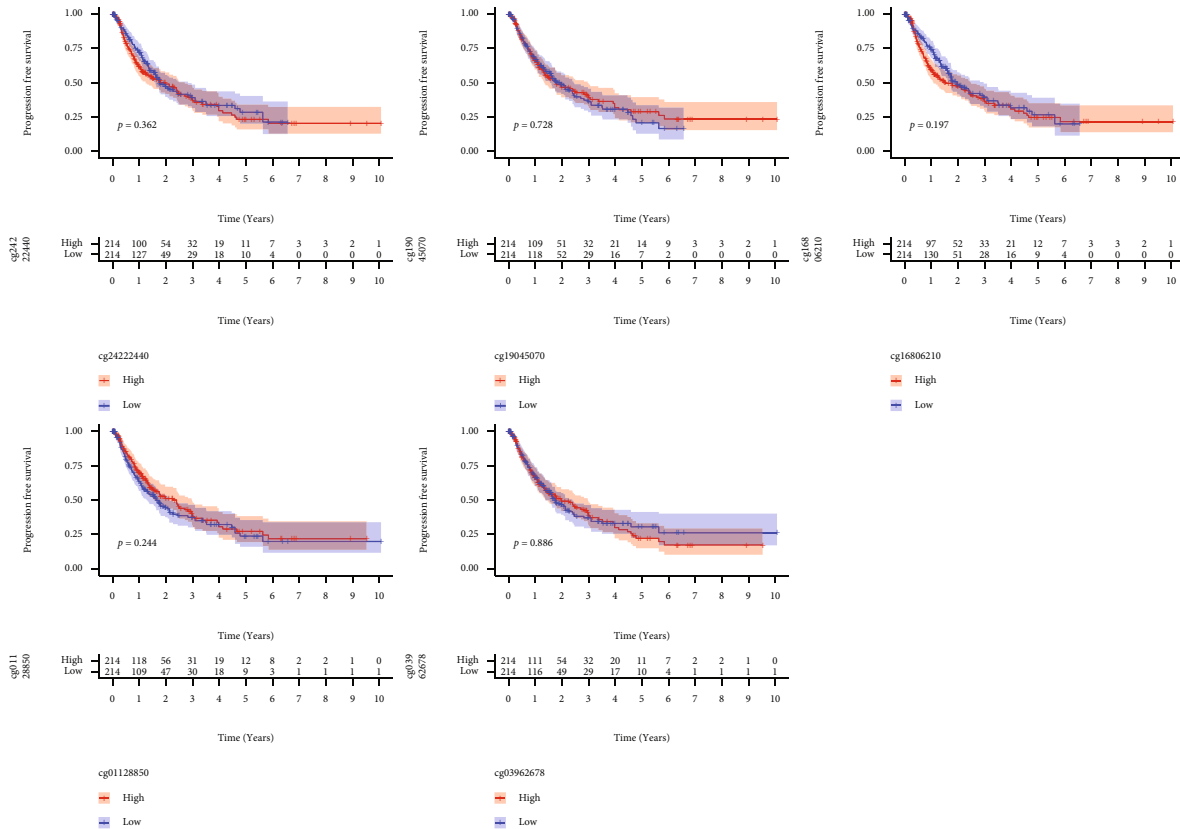 Progression free survival
1.00
0.75
0.50
0.25
0.00
p = 0.362
0 1 2 3 4 5 6 7 8 9 10
Time (Years)
cg242
22440
High 214 100 54 32 19 11 7 3 3 2 1
Low 214 127 49 29 18 10 4 0 0 0 0
0 1 2 3 4 5 6 7 8 9 10
Time (Years)
cg24222440
High
Low
Progression free survival
1.00
0.75
0.50
0.25
0.00
p = 0.728
0 1 2 3 4 5 6 7 8 9 10
Time (Years)
cg190
45070
High 214 109 51 32 21 14 9 3 3 2 1
Low 214 118 52 29 16 7 2 0 0 0 0
0 1 2 3 4 5 6 7 8 9 10
Time (Years)
cg19045070
High
Low
Progression free survival
1.00
0.75
0.50
0.25
0.00
p = 0.197
0 1 2 3 4 5 6 7 8 9 10
Time (Years)
cg168
06210
High 214 97 52 33 21 12 7 3 3 2 1
Low 214 130 51 28 16 9 4 0 0 0 0
0 1 2 3 4 5 6 7 8 9 10
Time (Years)
cg16806210
High
Low
Progression free survival
1.00
0.75
0.50
0.25
0.00
p = 0.244
0 1 2 3 4 5 6 7 8 9 10
Time (Years)
cg011
28850
High 214 118 56 31 19 12 8 2 2 1 0
Low 214 109 47 30 18 9 3 1 1 1 1
0 1 2 3 4 5 6 7 8 9 10
Time (Years)
cg01128850
High
Low
Progression free survival
1.00
0.75
0.50
0.25
0.00
p = 0.886
0 1 2 3 4 5 6 7 8 9 10
Time (Years)
cg039
62678
High 214 111 54 32 20 11 7 2 2 1 0
Low 214 116 49 29 17 10 4 1 1 1 1
0 1 2 3 4 5 6 7 8 9 10
Time (Years)
cg03962678
High
Low